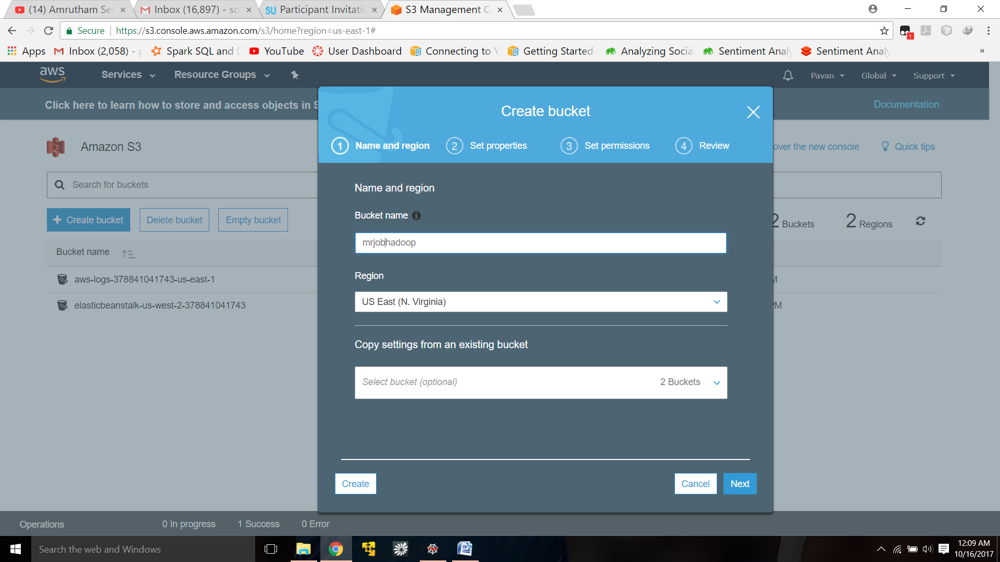 (14) Amrutham Se
Inbox (16,897) - so
SU Participant Invitatio
S3 Management C
Secure
https://s3.console.aws.amazon.com/s3/home?region=us-east-1#
1
Apps
Inbox (2,058) - p
Spark SQL and D
YouTube
User Dashboard
Connecting to Y
Getting Started
Analyzing Social
Sentiment Analy
Sentiment Analy
»
aws
Services
Resource Groups
Pavan
Global
Support
Click here to learn how to store and access objects in S
Documentation
Amazon S3
over the new console
Quick tips
Search for buckets
Create bucket
Delete bucket
Empty bucket
2 Buckets
2 Regions
Bucket name
aws-logs-378841041743-us-east-1
M
elasticbeanstalk-us-west-2-378841041743
PM
Create bucket
1 Name and region
2 Set properties
3 Set permissions
4 Review
Name and region
Bucket name
mrjobhadoop
Region
US East (N. Virginia)
Copy settings from an existing bucket
Select bucket (optional)
2 Buckets
Create
Cancel
Next
Operations
0 In progress
1 Success
0 Error
Search the web and Windows
12:09 AM
10/16/2017